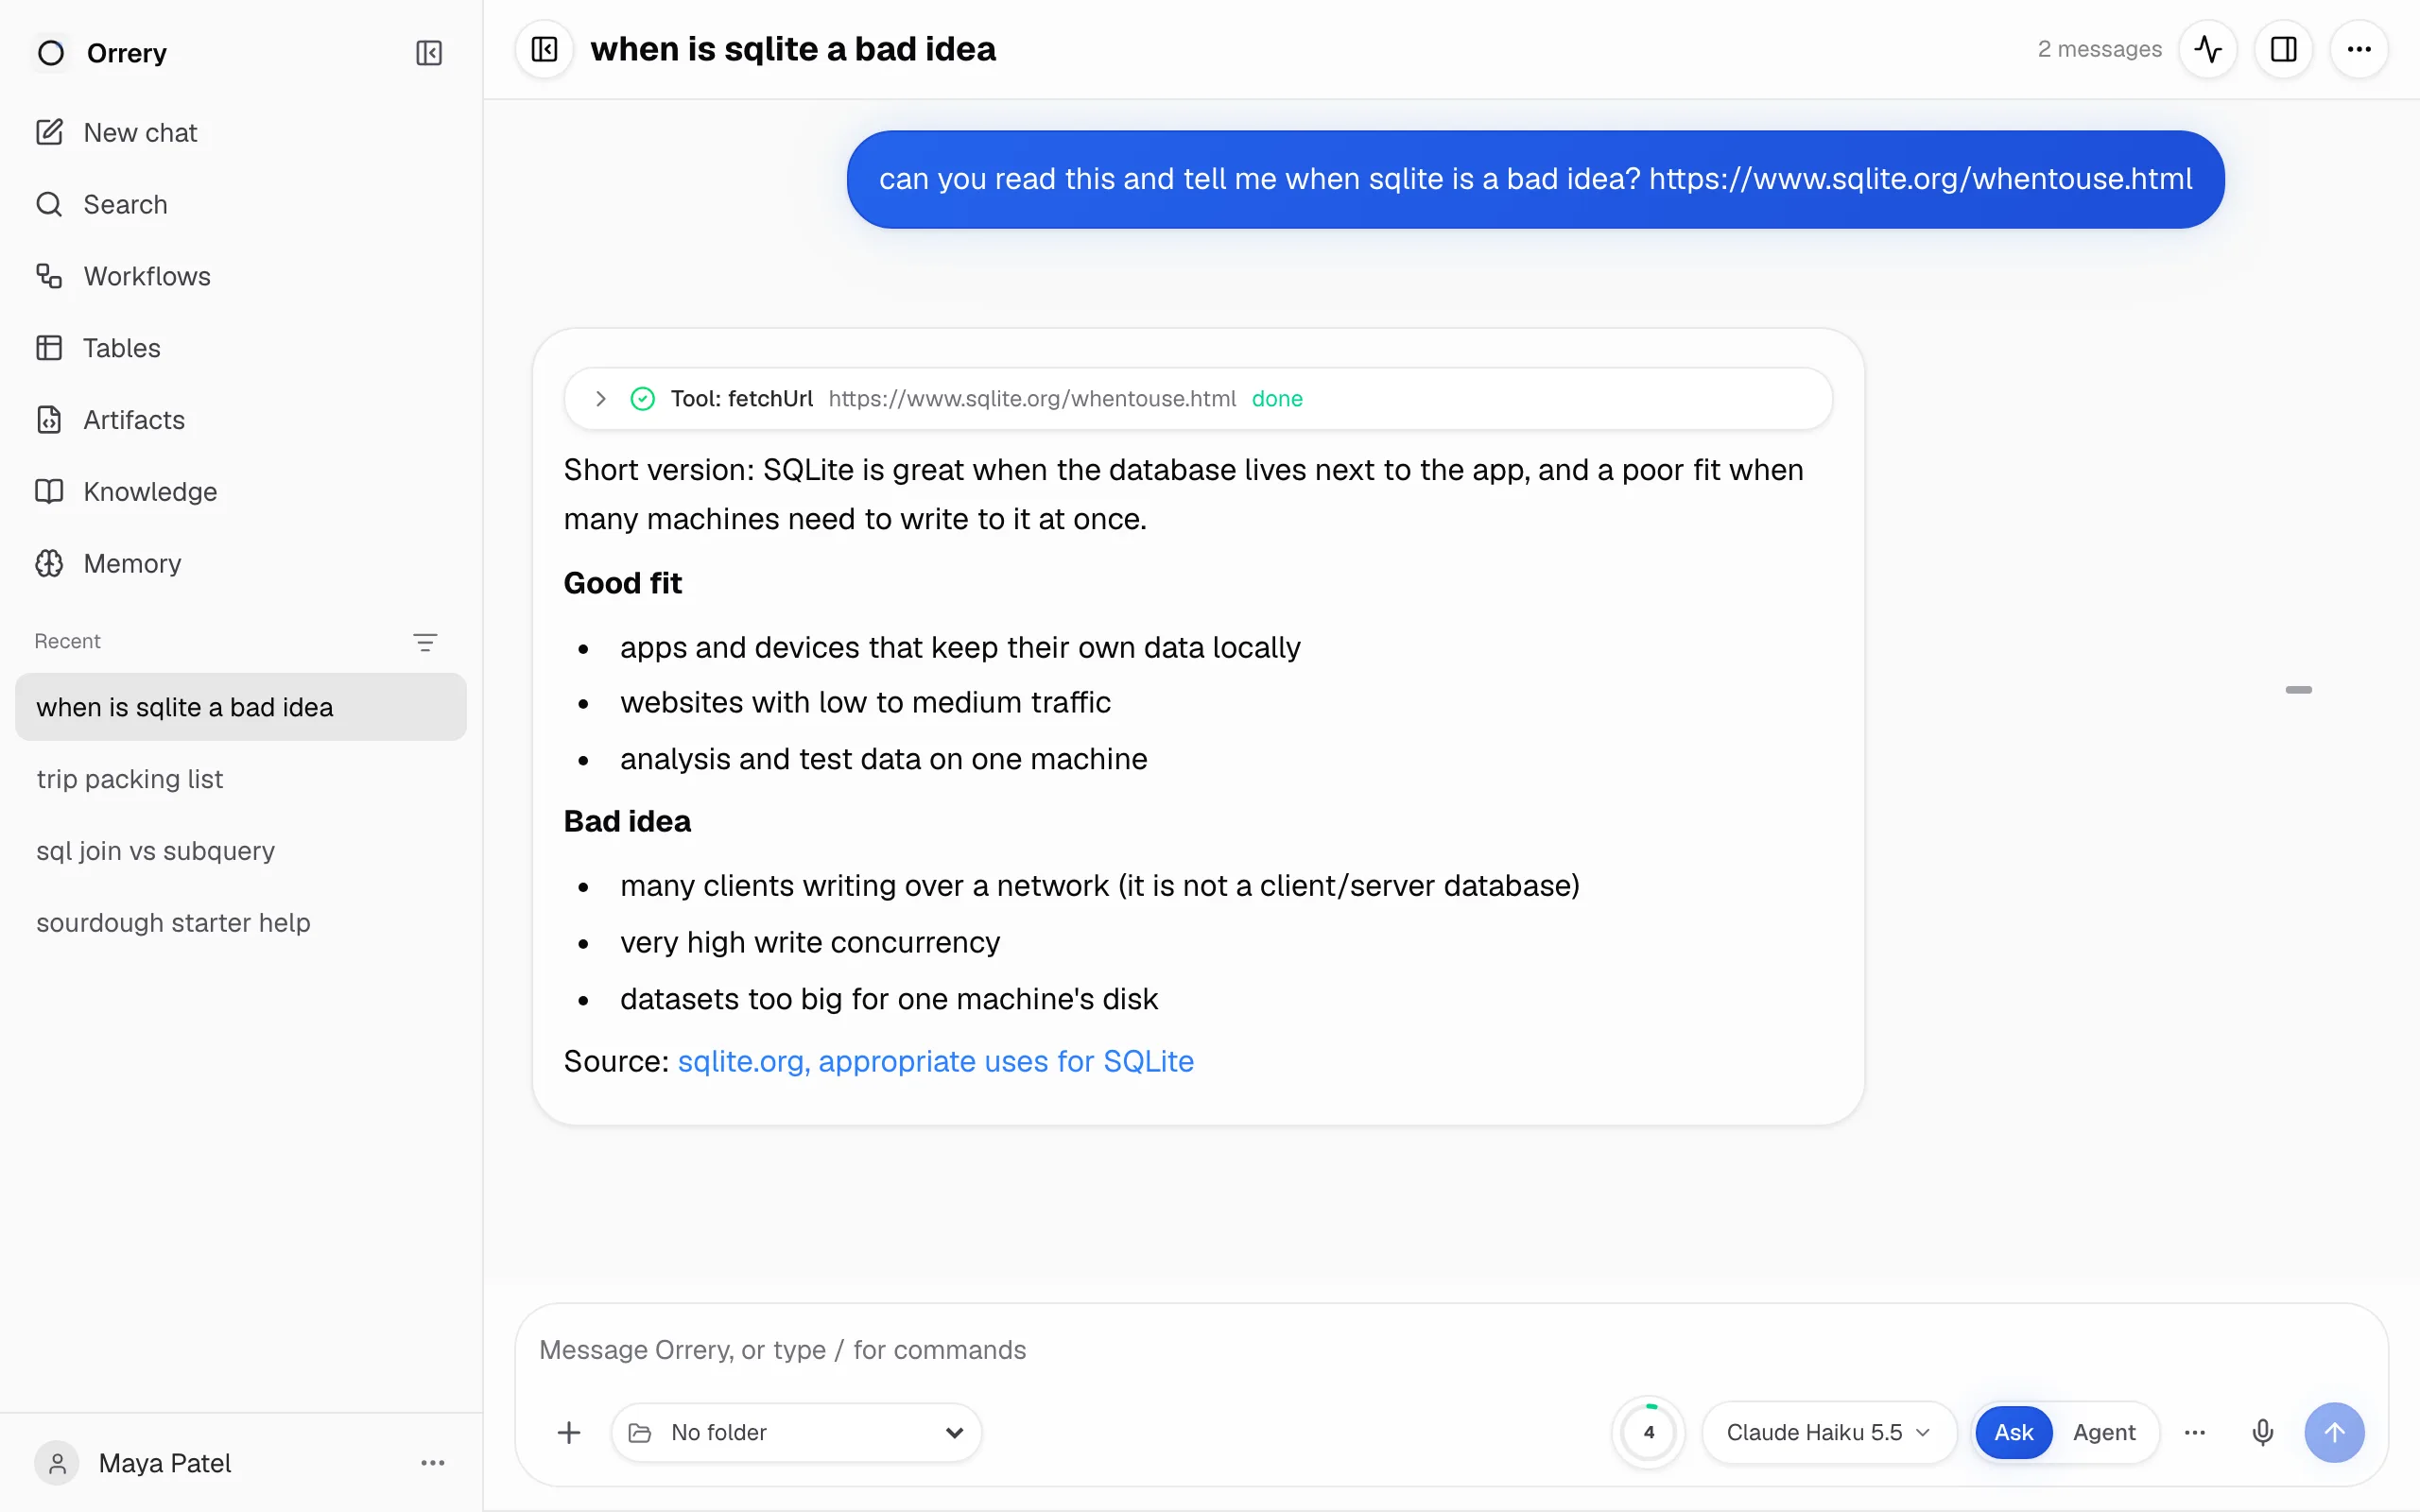 Orrery
New chat
Search
Workflows
Tables
Artifacts
Knowledge
Memory
Recent
when is sqlite a bad idea
trip packing list
sql join vs subquery
sourdough starter help
Maya Patel
when is sqlite a bad idea
2 messages
can you read this and tell me when sqlite is a bad idea? https://www.sqlite.org/whentouse.html
Tool: fetchUrl https://www.sqlite.org/whentouse.html done
Short version: SQLite is great when the database lives next to the app, and a poor fit when
many machines need to write to it at once.
Good fit
• apps and devices that keep their own data locally
• websites with low to medium traffic
• analysis and test data on one machine
Bad idea
• many clients writing over a network (it is not a client/server database)
• very high write concurrency
• datasets too big for one machine's disk
Source: sqlite.org, appropriate uses for SQLite
Message Orrery, or type / for commands
No folder
4
Claude Haiku 5.5
Ask
Agent